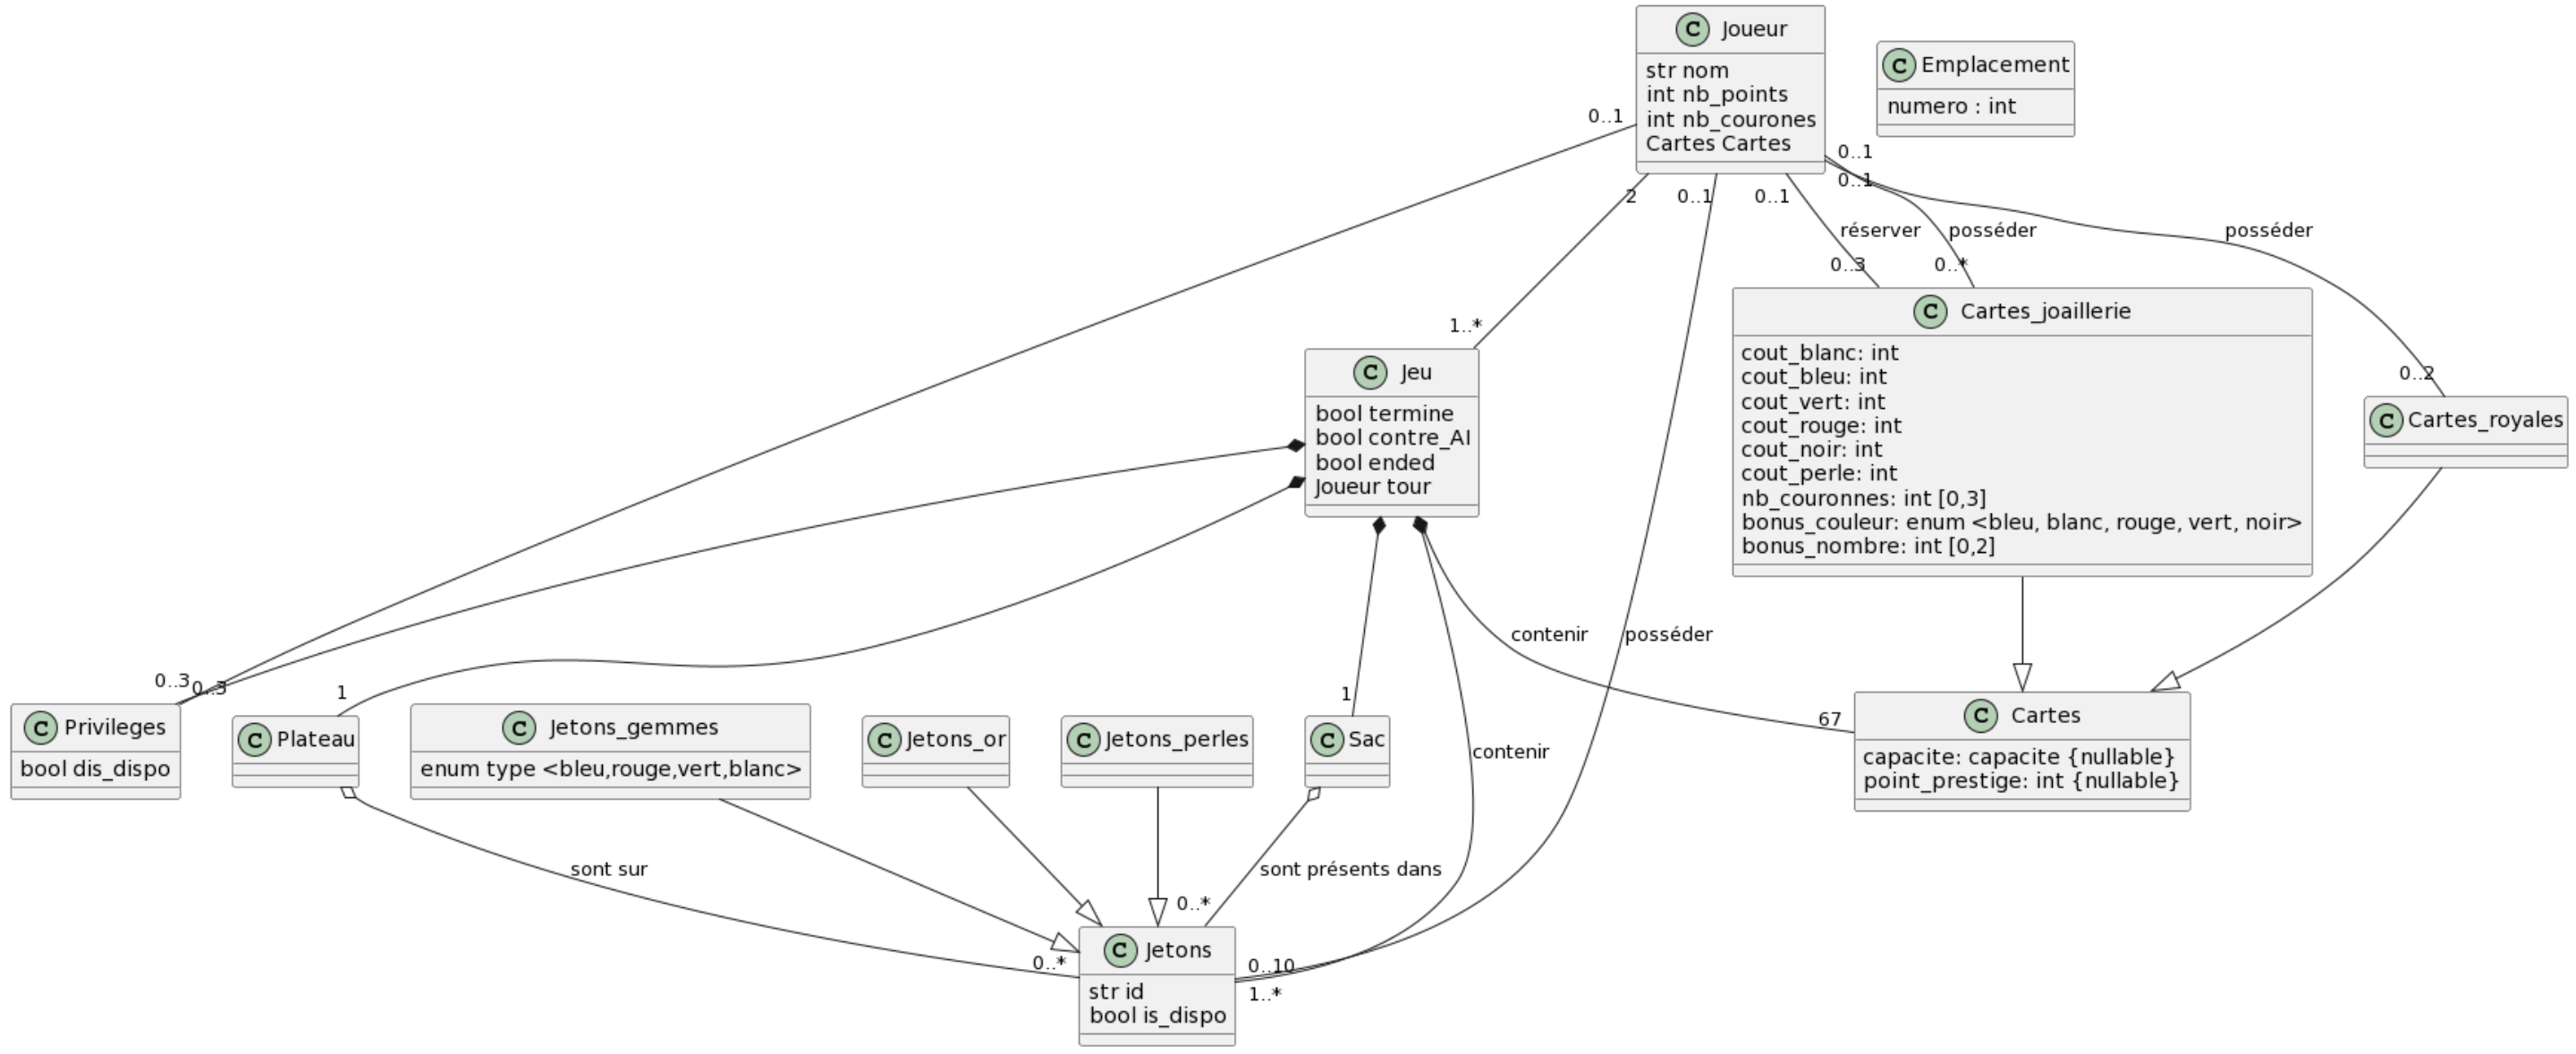 C Joueur
str nom
int nb_points
int nb_courones
Cartes Cartes
C Emplacement
numero : int
0..1
0..1
0..1
2
0..1
0..1
réserver
posséder
posséder
0..3
0..*
1..*
0..2
C Jeu
bool termine
bool contre_AI
bool ended
Joueur tour
C Cartes_joaillerie
cout_blanc: int
cout_bleu: int
cout_vert: int
cout_rouge: int
cout_noir: int
cout_perle: int
nb_couronnes: int [0,3]
bonus_couleur: enum <bleu, blanc, rouge, vert, noir>
bonus_nombre: int [0,2]
C Cartes_royales
contenir
posséder
0..3
0..3
1
1
67
C Privileges
bool dis_dispo
C Plateau
C Jetons_gemmes
enum type <bleu,rouge,vert,blanc>
C Jetons_or
C Jetons_perles
C Sac
contenir
C Cartes
capacite: capacite {nullable}
point_prestige: int {nullable}
sont sur
sont présents dans
0..*
0..*
0..10
1..*
C Jetons
str id
bool is_dispo